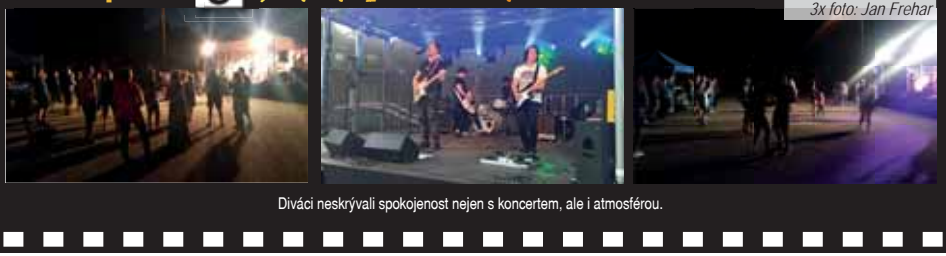 3x foto: Jan Frehar
Diváci neskrývali spokojenost nejen s koncertem, ale i atmosférou.